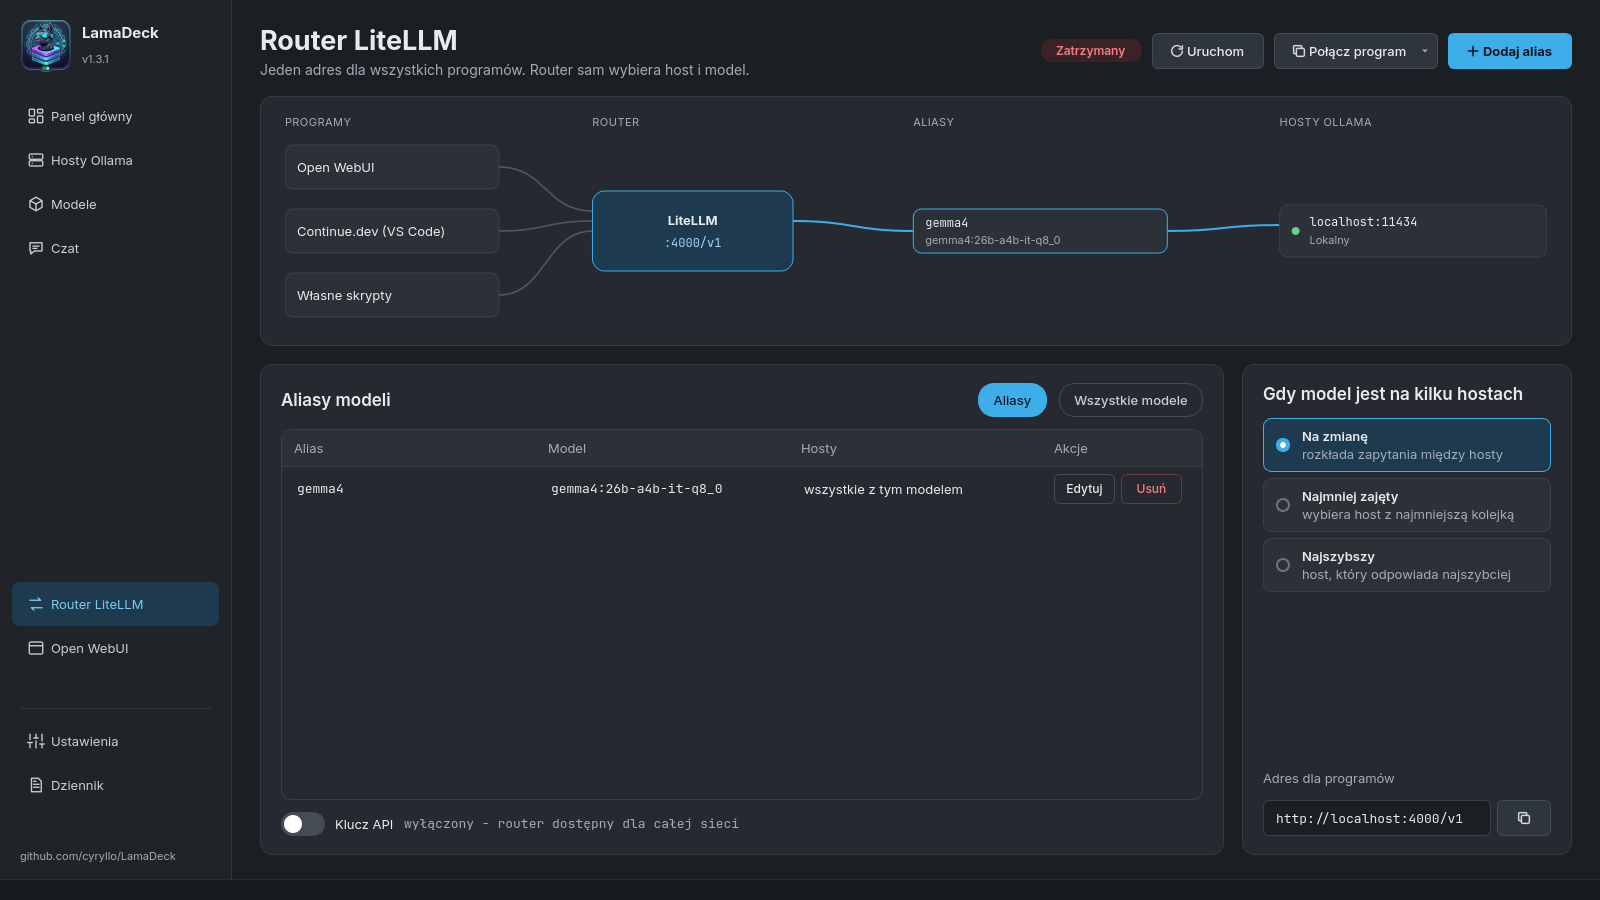 LamaDeck
v1.3.1
Panel główny
Hosty Ollama
Modele
Czat
Router LiteLLM
Open WebUI
Ustawienia
Dziennik
github.com/cyryllo/LamaDeck
Router LiteLLM
Jeden adres dla wszystkich programów. Router sam wybiera host i model.
Zatrzymany
Uruchom
Połącz program
Dodaj alias
PROGRAMY
ROUTER
ALIASY
HOSTY OLLAMA
Open WebUI
Continue.dev (VS Code)
Własne skrypty
LiteLLM
:4000/v1
gemma4
gemma4:26b-a4b-it-q8_0
localhost:11434
Lokalny
Aliasy modeli
Aliasy
Wszystkie modele
Alias
Model
Hosty
Akcje
gemma4
gemma4:26b-a4b-it-q8_0
wszystkie z tym modelem
Edytuj
Usuń
Klucz API
wyłączony - router dostępny dla całej sieci
Gdy model jest na kilku hostach
Na zmianę
rozkłada zapytania między hosty
Najmniej zajęty
wybiera host z najmniejszą kolejką
Najszybszy
host, który odpowiada najszybciej
Adres dla programów
http://localhost:4000/v1